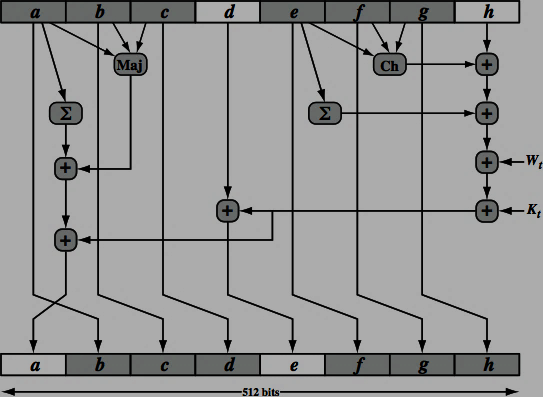 a b c d e f g h
Maj Ch +
Σ Σ +
+ + W_t
+ + K_t
+
a b c d e f g h
512 bits